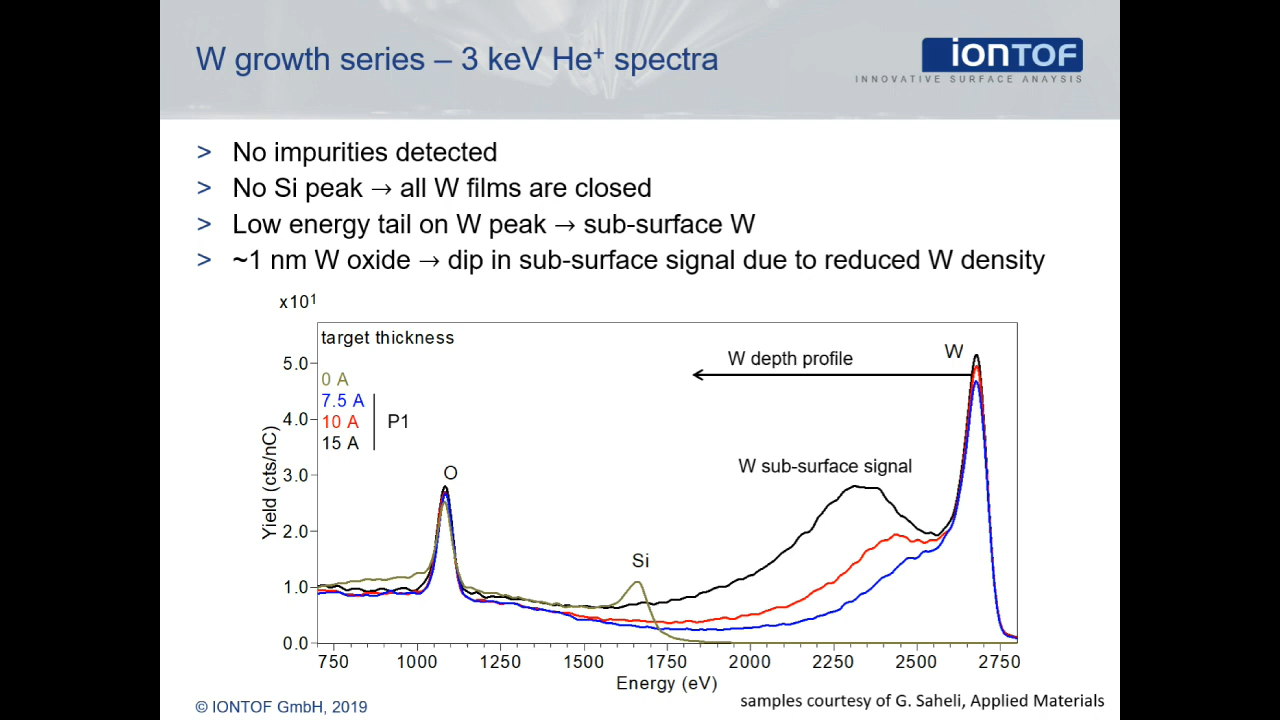 W growth series – 3 keV He⁺ spectra
iONTOF
INNOVATIVE SURFACE ANAYSIS
> No impurities detected
> No Si peak → all W films are closed
> Low energy tail on W peak → sub-surface W
> ~1 nm W oxide → dip in sub-surface signal due to reduced W density
x10¹
target thickness
0 A
7.5 A
10 A
15 A
P1
W
W depth profile
W sub-surface signal
O
Si
Yield (cts/nC)
5.0
4.0
3.0
2.0
1.0
0.0
750 1000 1250 1500 1750 2000 2250 2500 2750
Energy (eV)
© IONTOF GmbH, 2019
samples courtesy of G. Saheli, Applied Materials